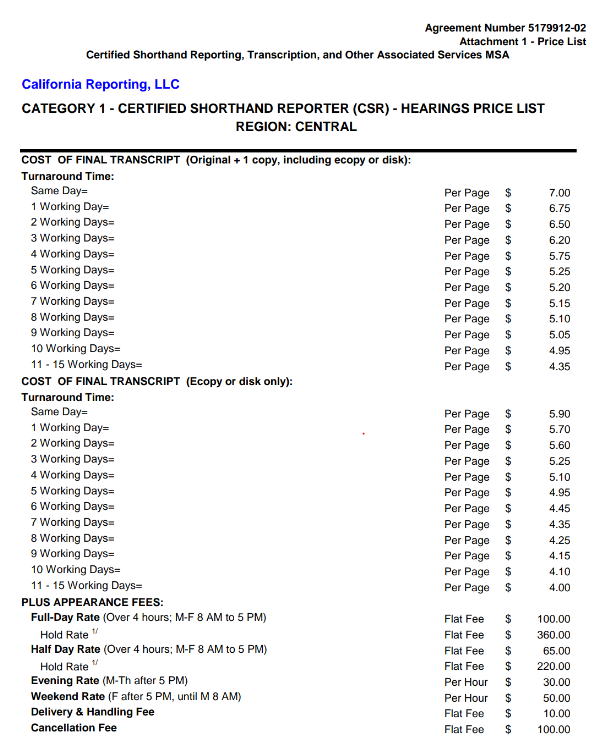 Agreement Number 5179912-02
Attachment 1 - Price List
Certified Shorthand Reporting, Transcription, and Other Associated Services MSA
California Reporting, LLC
CATEGORY 1 - CERTIFIED SHORTHAND REPORTER (CSR) - HEARINGS PRICE LIST
REGION: CENTRAL
COST OF FINAL TRANSCRIPT (Original + 1 copy, including ecopy or disk):
Turnaround Time:
Same Day= Per Page $ 7.00
1 Working Day= Per Page $ 6.75
2 Working Days= Per Page $ 6.50
3 Working Days= Per Page $ 6.20
4 Working Days= Per Page $ 5.75
5 Working Days= Per Page $ 5.25
6 Working Days= Per Page $ 5.20
7 Working Days= Per Page $ 5.15
8 Working Days= Per Page $ 5.10
9 Working Days= Per Page $ 5.05
10 Working Days= Per Page $ 4.95
11 - 15 Working Days= Per Page $ 4.35
COST OF FINAL TRANSCRIPT (Ecopy or disk only):
Turnaround Time:
Same Day= Per Page $ 5.90
1 Working Day= Per Page $ 5.70
2 Working Days= Per Page $ 5.60
3 Working Days= Per Page $ 5.25
4 Working Days= Per Page $ 5.10
5 Working Days= Per Page $ 4.95
6 Working Days= Per Page $ 4.45
7 Working Days= Per Page $ 4.35
8 Working Days= Per Page $ 4.25
9 Working Days= Per Page $ 4.15
10 Working Days= Per Page $ 4.10
11 - 15 Working Days= Per Page $ 4.00
PLUS APPEARANCE FEES:
Full-Day Rate (Over 4 hours; M-F 8 AM to 5 PM) Flat Fee $ 100.00
Hold Rate 1/ Flat Fee $ 360.00
Half Day Rate (Over 4 hours; M-F 8 AM to 5 PM) Flat Fee $ 65.00
Hold Rate 1/ Flat Fee $ 220.00
Evening Rate (M-Th after 5 PM) Per Hour $ 30.00
Weekend Rate (F after 5 PM, until M 8 AM) Per Hour $ 50.00
Delivery & Handling Fee Flat Fee $ 10.00
Cancellation Fee Flat Fee $ 100.00